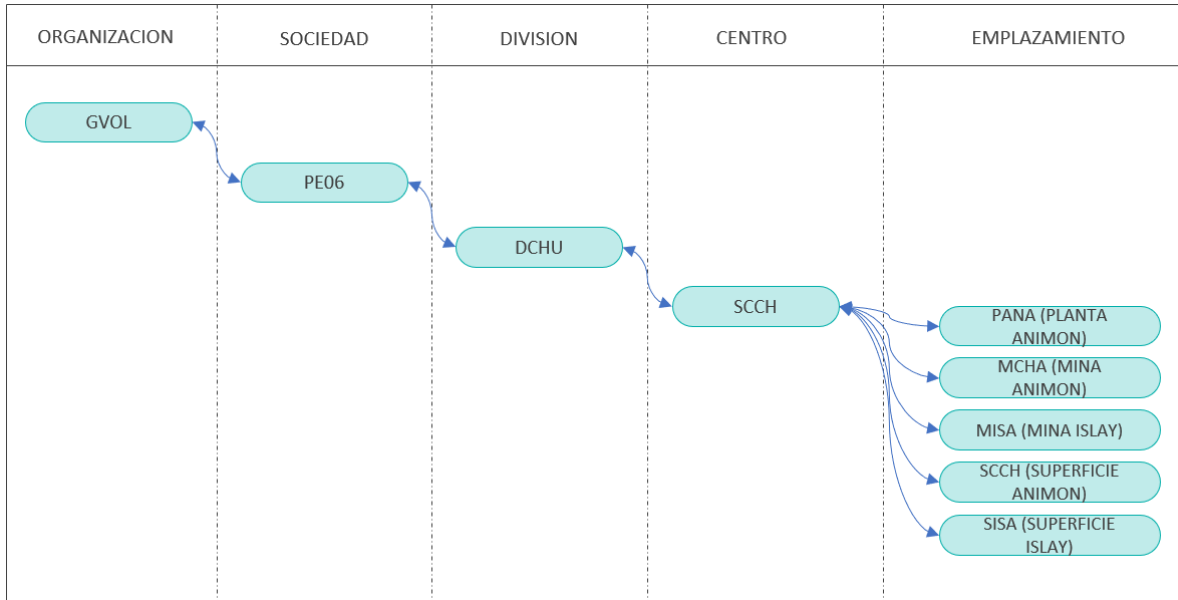 ORGANIZACION
SOCIEDAD
DIVISION
CENTRO
EMPLAZAMIENTO
GVOL
PE06
DCHU
SCCH
PANA (PLANTA
ANIMON)
MCHA (MINA
ANIMON)
MISA (MINA ISLAY)
SCCH (SUPERFICIE
ANIMON)
SISA (SUPERFICIE
ISLAY)